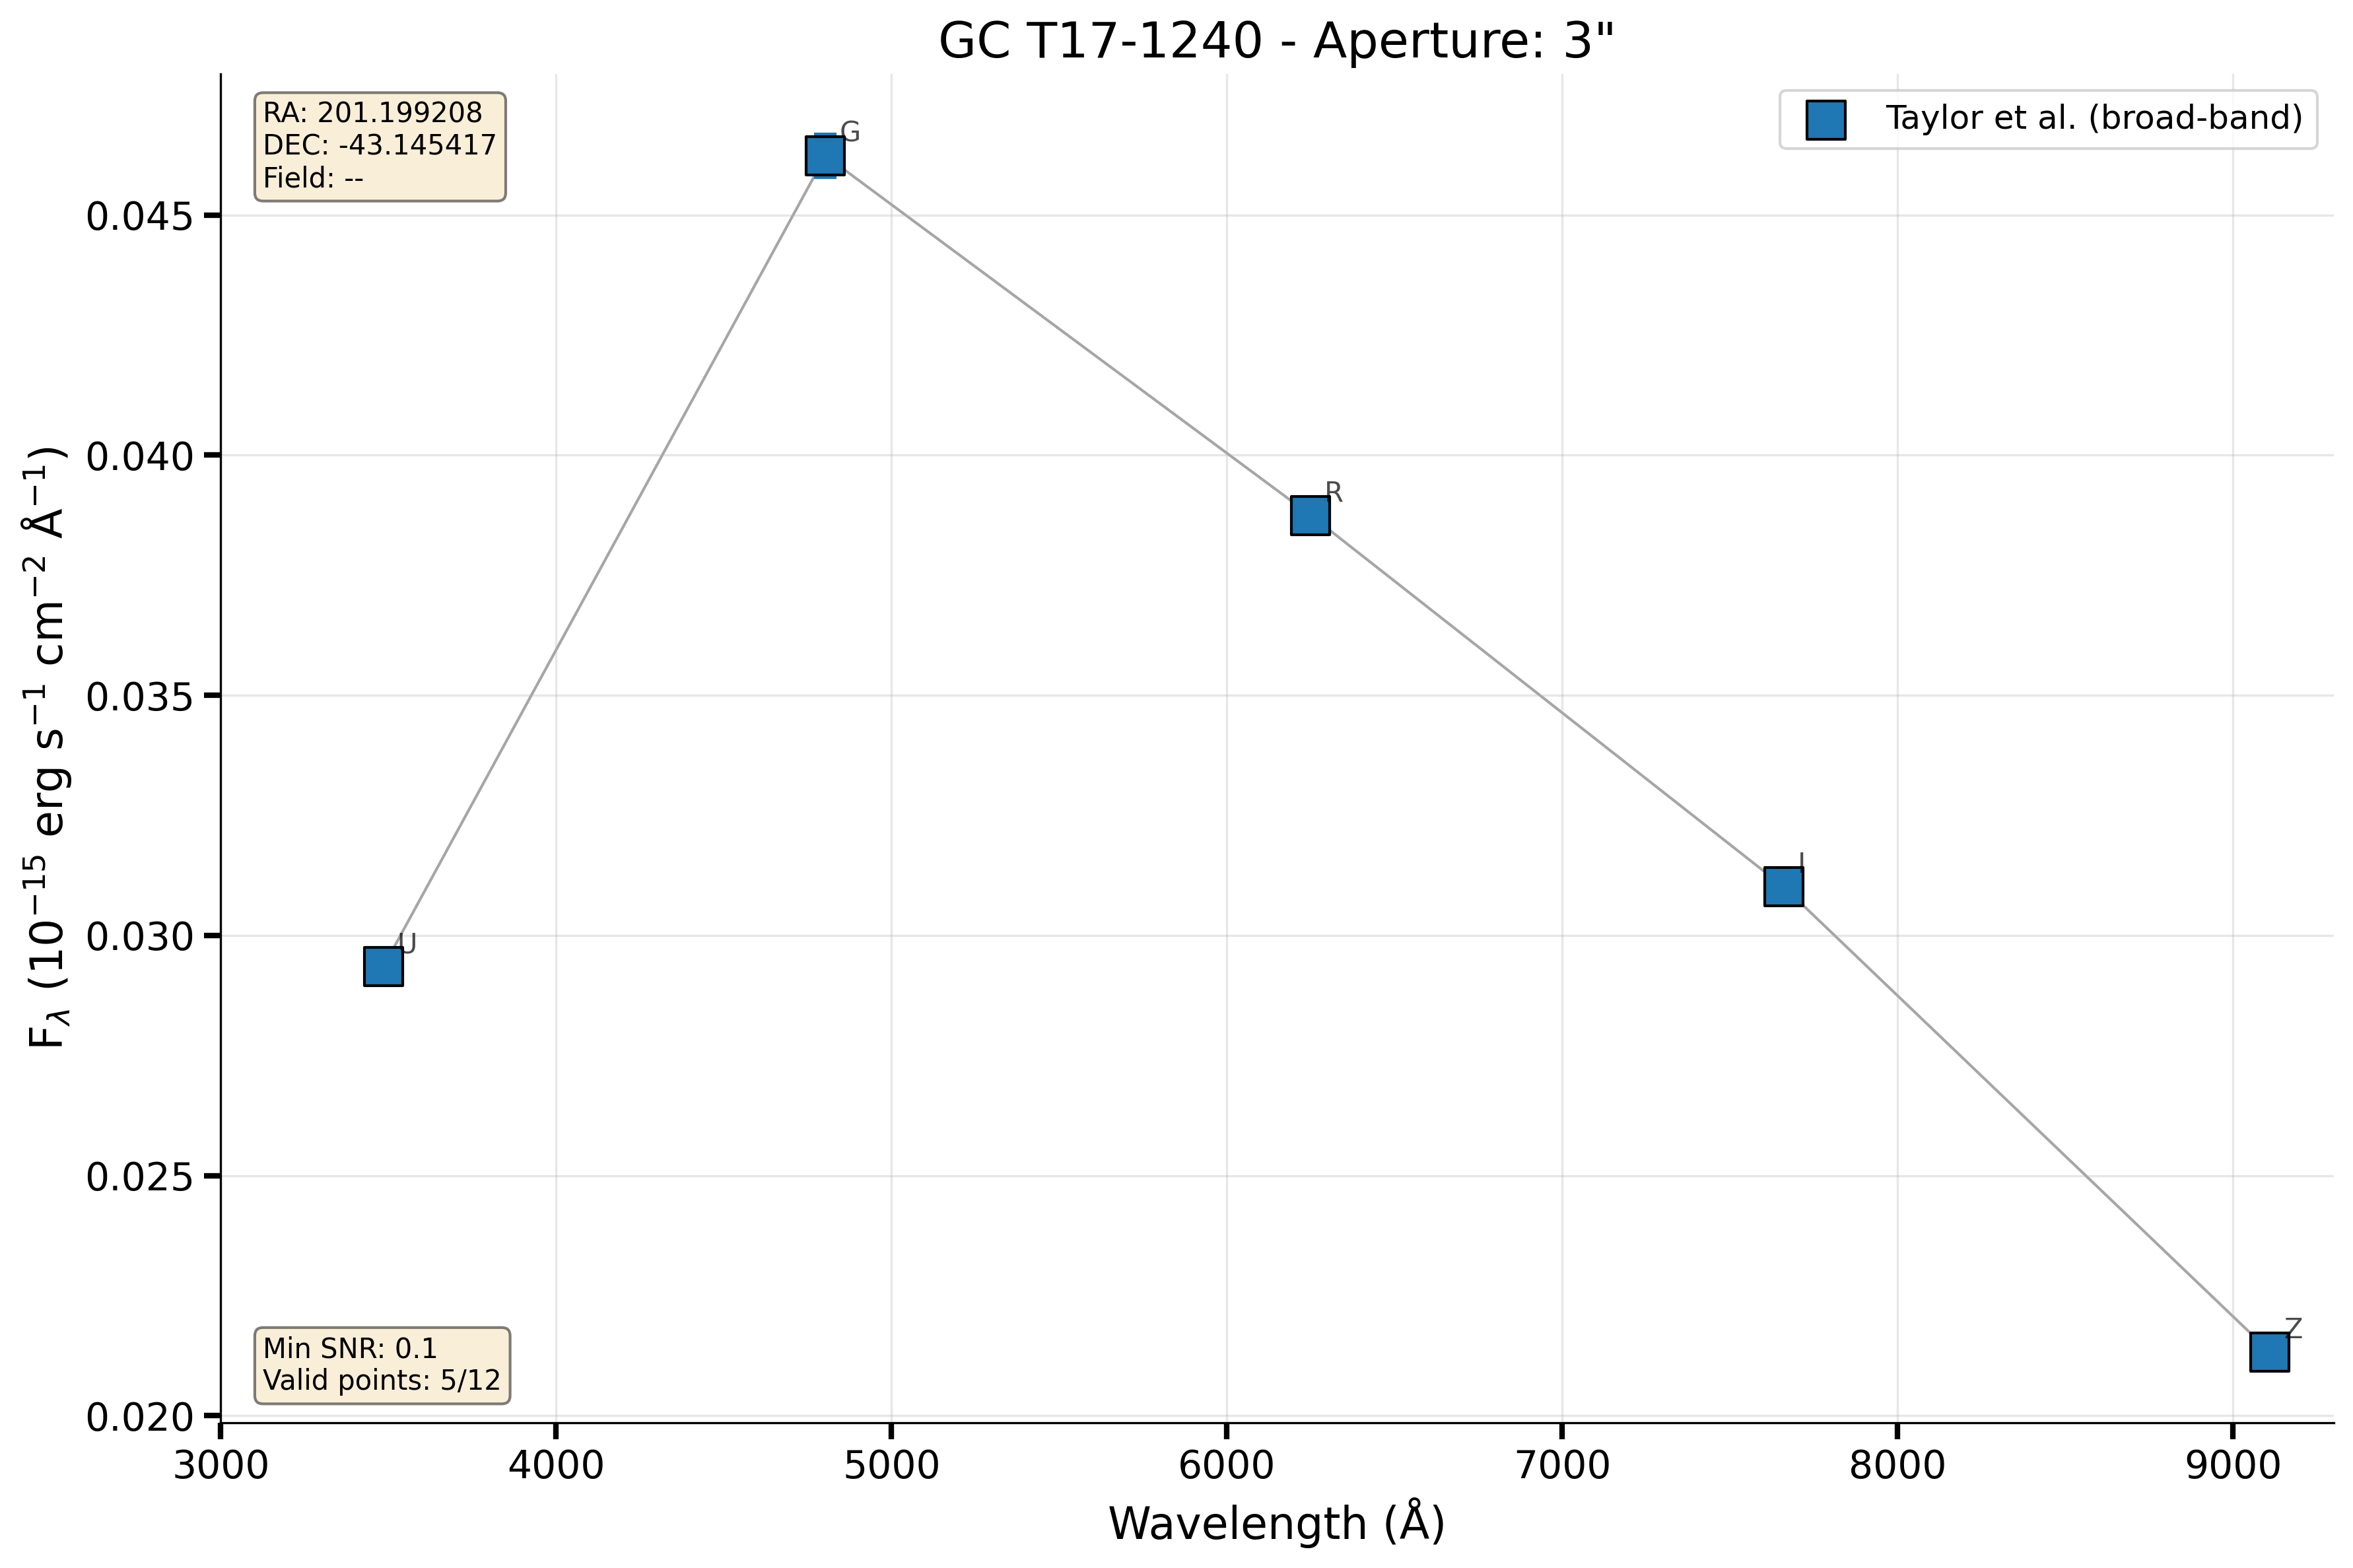 GC T17-1240 - Aperture: 3"
RA: 201.199208
DEC: -43.145417
Field: --
Taylor et al. (broad-band)
G
R
I
U
Z
0.045
0.040
0.035
0.030
0.025
0.020
F_λ (10⁻¹⁵ erg s⁻¹ cm⁻² Å⁻¹)
Min SNR: 0.1
Valid points: 5/12
3000 4000 5000 6000 7000 8000 9000
Wavelength (Å)